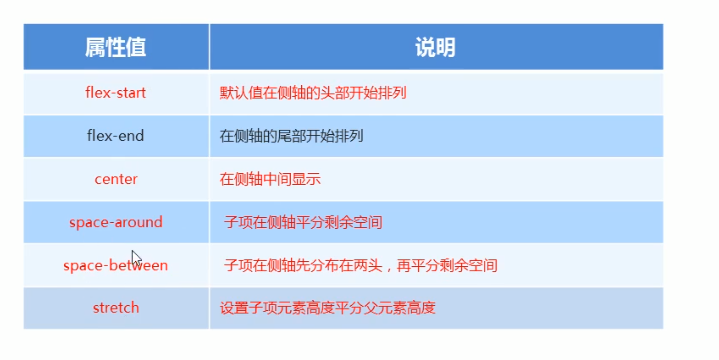 属性值 说明
flex-start 默认值在侧轴的头部开始排列
flex-end 在侧轴的尾部开始排列
center 在侧轴中间显示
space-around 子项在侧轴平分剩余空间
space-between 子项在侧轴先分布在两头，再平分剩余空间
stretch 设置子项元素高度平分父元素高度